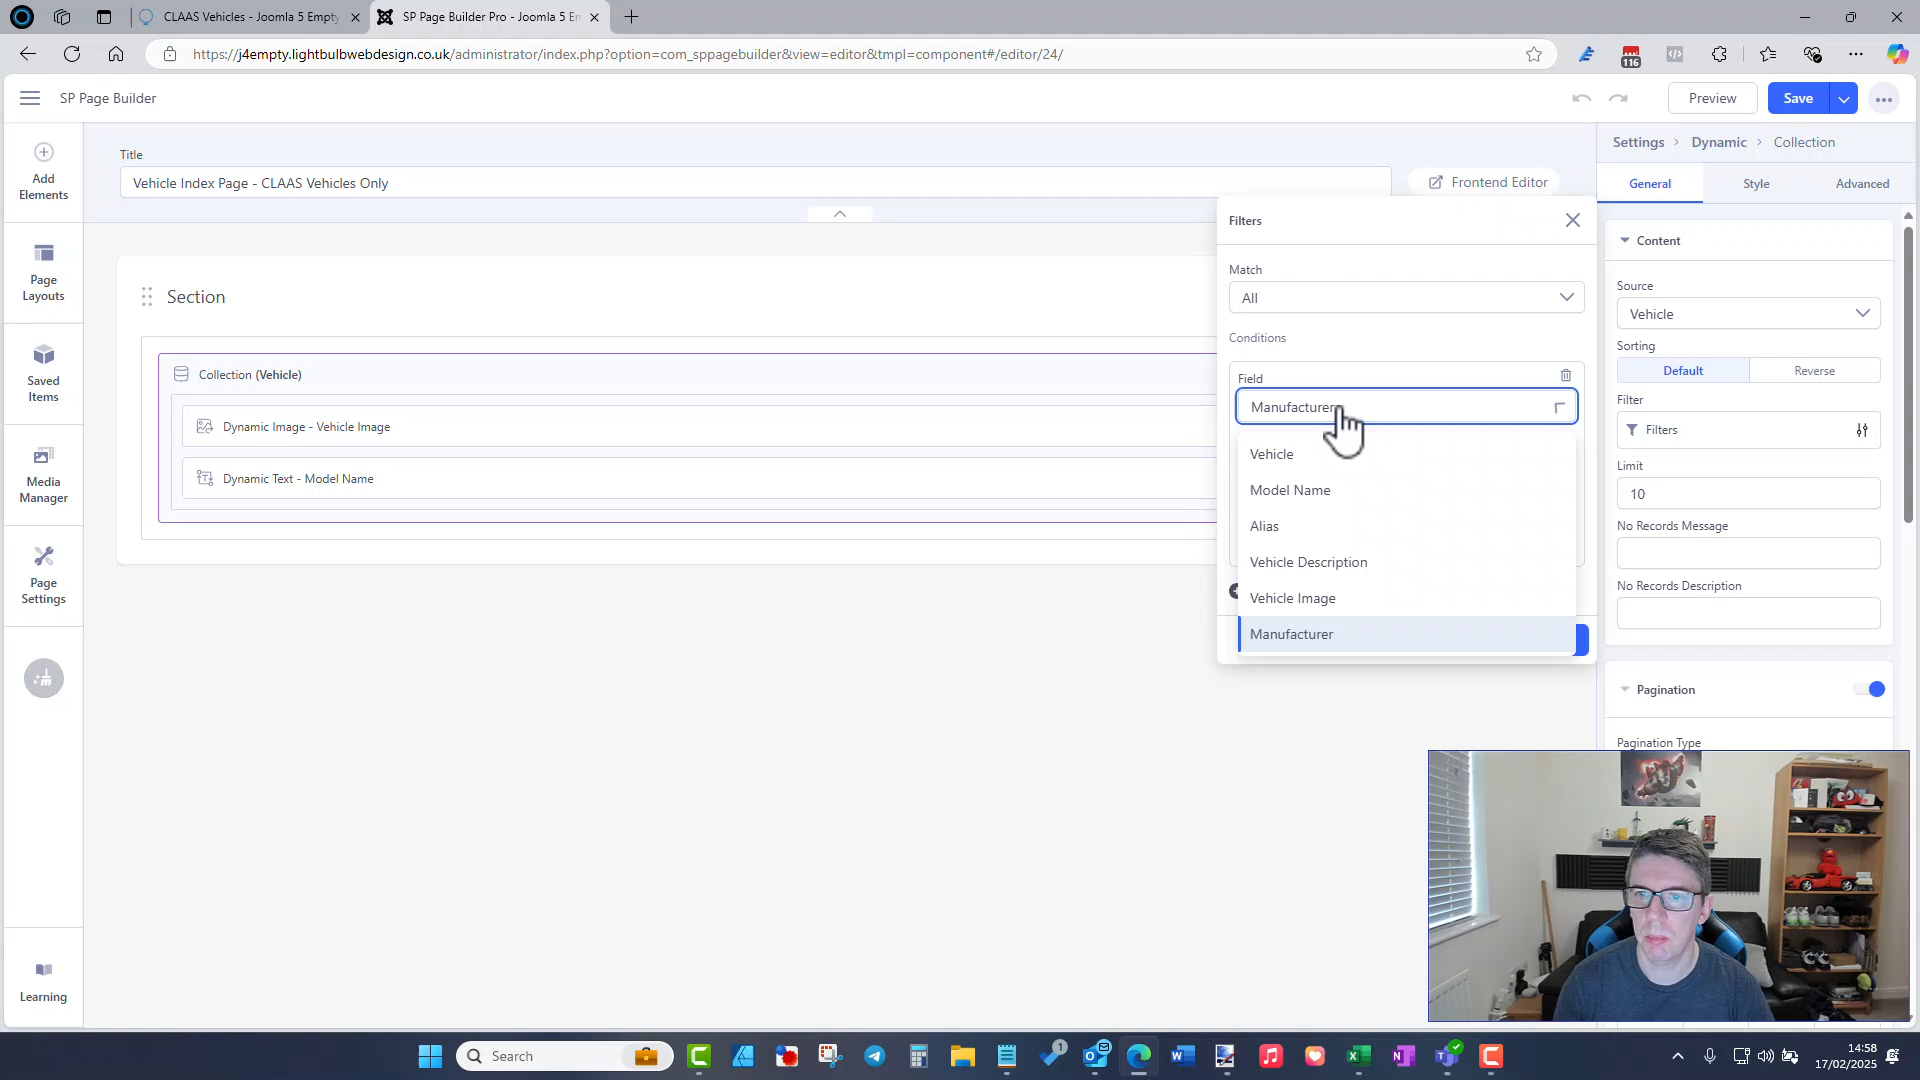 CLAAS Vehicles - Joomla 5 Empty
SP Page Builder Pro - Joomla 5 Em
https://j4empty.lightbulbwebdesign.co.uk/administrator/index.php?option=com_sppagebuilder&view=editor&tmpl=component#/editor/24/
116
SP Page Builder
Preview
Save
Add
Elements
Page
Layouts
Saved
Items
Media
Manager
Page
Settings
Learning
Title
Vehicle Index Page - CLAAS Vehicles Only
Frontend Editor
Section
Collection (Vehicle)
Dynamic Image - Vehicle Image
Dynamic Text - Model Name
Filters
Match
All
Conditions
Field
Manufacturer
Vehicle
Model Name
Alias
Vehicle Description
Vehicle Image
Manufacturer
Settings
Dynamic
Collection
General
Style
Advanced
Content
Source
Vehicle
Sorting
Default
Reverse
Filter
Filters
Limit
10
No Records Message
No Records Description
Pagination
Pagination Type
Search
1
14:58
17/02/2025